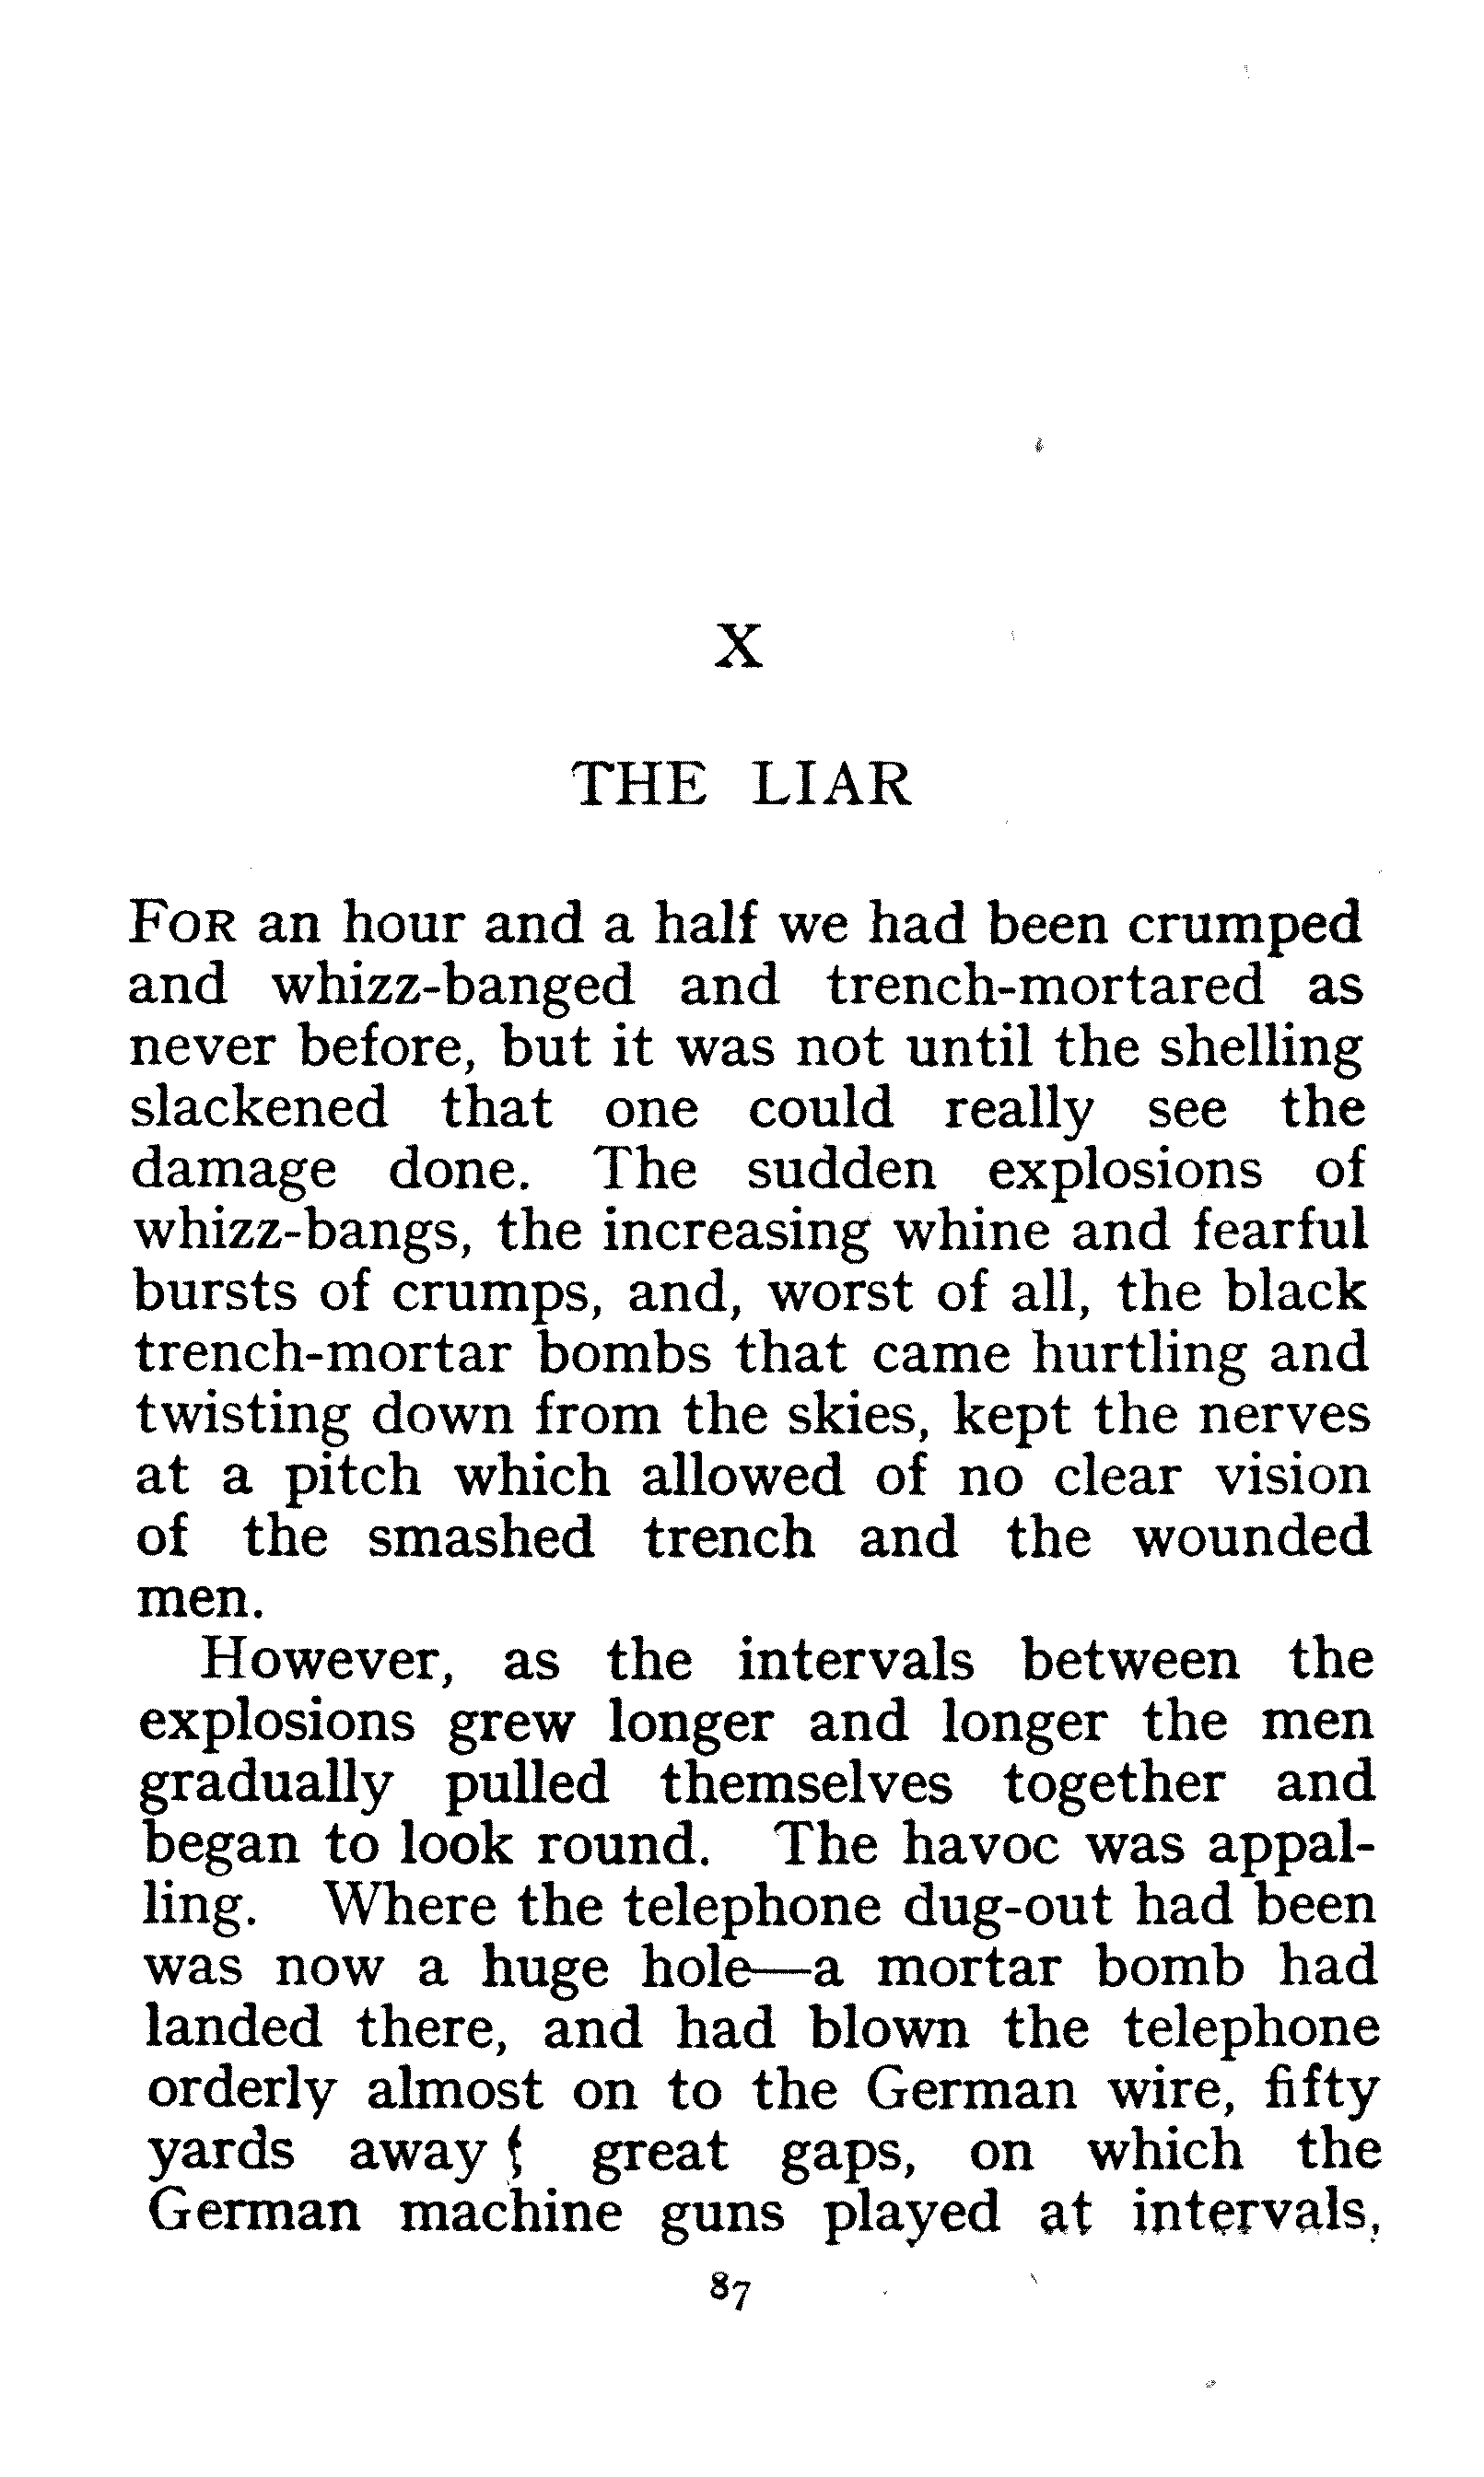 X
THE LIAR
FOR an hour and a half we had been crumped
and whizz-banged and trench-mortared as
never before, but it was not until the shelling
slackened that one could really see the
damage done. The sudden explosions of
whizz-bangs, the increasing whine and fearful
bursts of crumps, and, worst of all, the black
trench-mortar bombs that came hurtling and
twisting down from the skies, kept the nerves
at a pitch which allowed of no clear vision
of the smashed trench and the wounded
men.
However, as the intervals between the
explosions grew longer and longer the men
gradually pulled themselves together and
began to look round. The havoc was appal-
ling. Where the telephone dug-out had been
was now a huge hole—a mortar bomb had
landed there, and had blown the telephone
orderly almost on to the German wire, fifty
yards away; great gaps, on which the
German machine guns played at intervals,
87